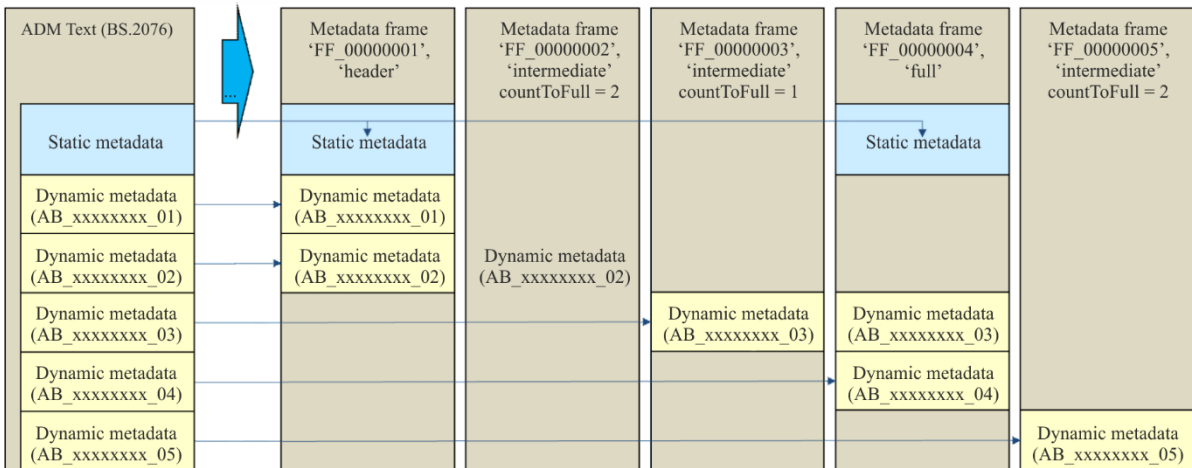 ADM Text (BS.2076)
...
Static metadata
Dynamic metadata
(AB_xxxxxxxx_01)
Dynamic metadata
(AB_xxxxxxxx_02)
Dynamic metadata
(AB_xxxxxxxx_03)
Dynamic metadata
(AB_xxxxxxxx_04)
Dynamic metadata
(AB_xxxxxxxx_05)
Metadata frame
‘FF_00000001’,
‘header’
Static metadata
Dynamic metadata
(AB_xxxxxxxx_01)
Dynamic metadata
(AB_xxxxxxxx_02)
Metadata frame
‘FF_00000002’,
‘intermediate’
countToFull = 2
Dynamic metadata
(AB_xxxxxxxx_02)
Metadata frame
‘FF_00000003’,
‘intermediate’
countToFull = 1
Dynamic metadata
(AB_xxxxxxxx_03)
Metadata frame
‘FF_00000004’,
‘full’
Static metadata
Dynamic metadata
(AB_xxxxxxxx_03)
Dynamic metadata
(AB_xxxxxxxx_04)
Metadata frame
‘FF_00000005’,
‘intermediate’
countToFull = 2
Dynamic metadata
(AB_xxxxxxxx_05)